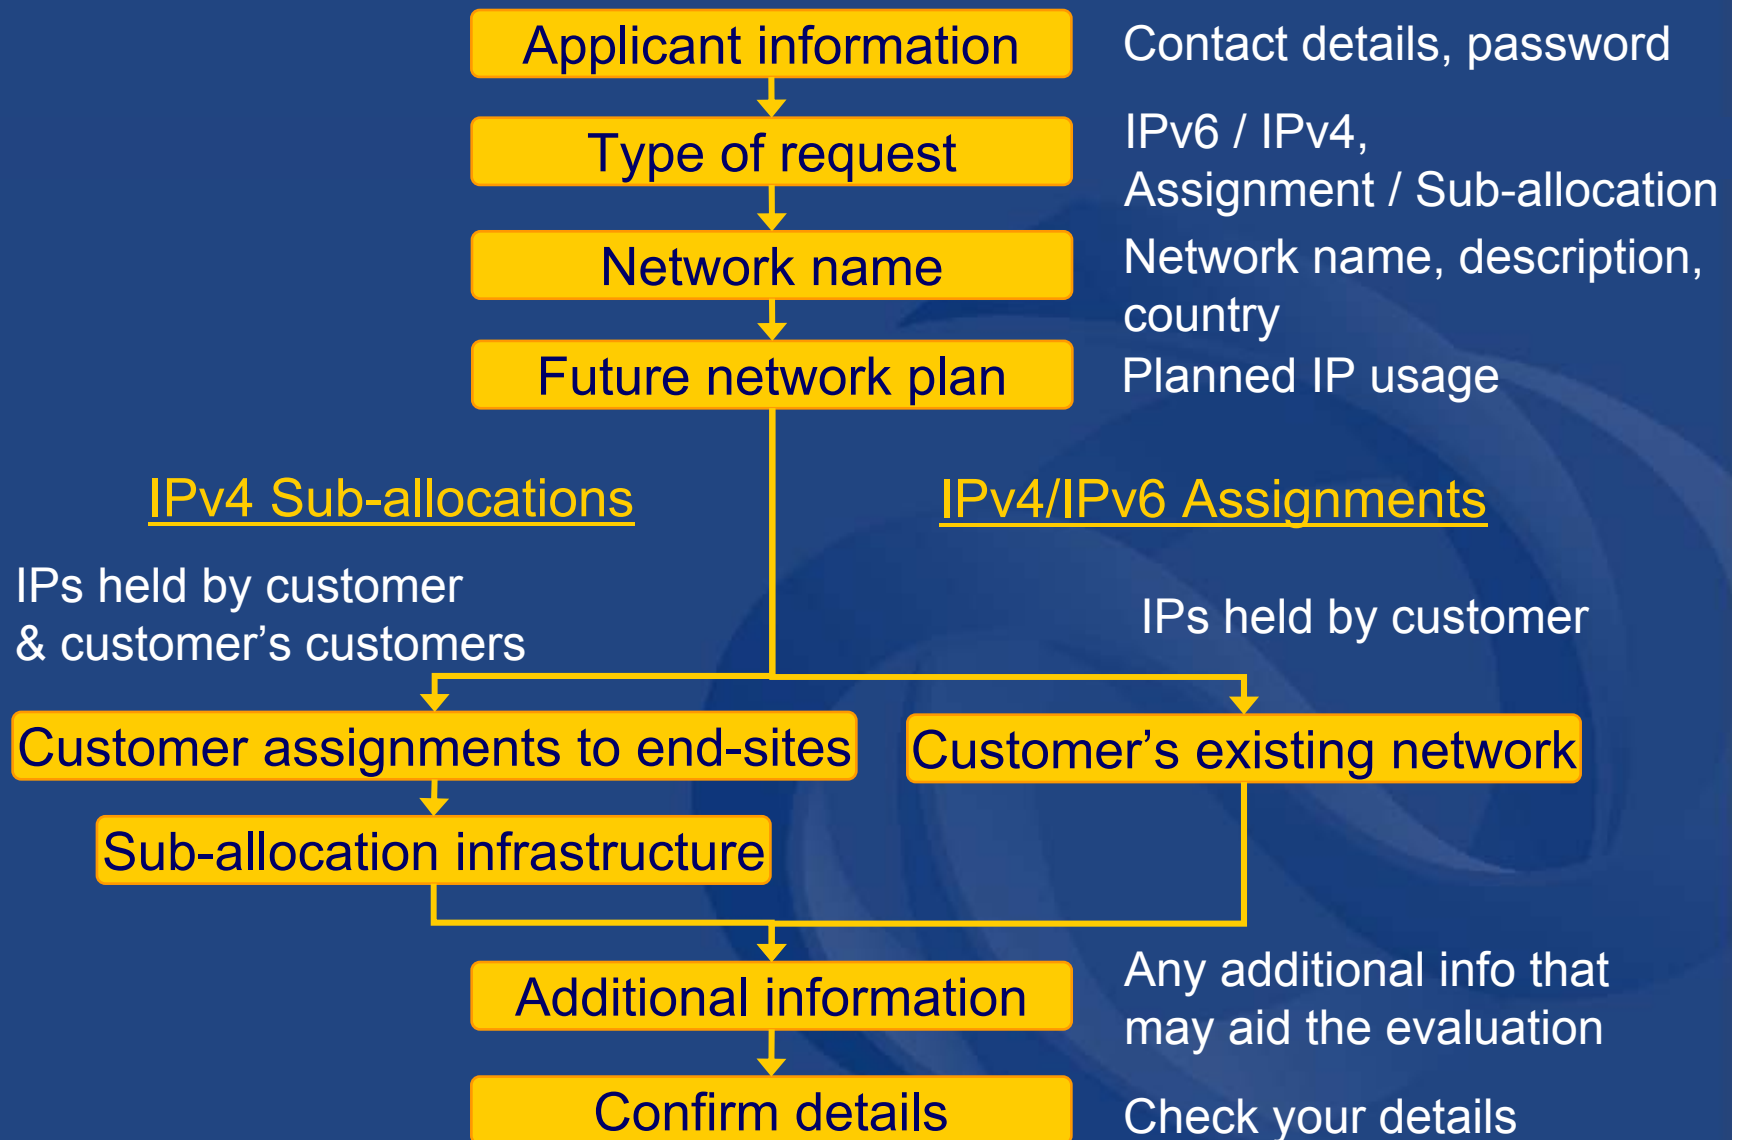 Applicant information
Contact details, password
Type of request
IPv6 / IPv4,
Assignment / Sub-allocation
Network name
Network name, description,
country
Future network plan
Planned IP usage
IPv4 Sub-allocations
IPv4/IPv6 Assignments
IPs held by customer
& customer’s customers
IPs held by customer
Customer assignments to end-sites
Customer’s existing network
Sub-allocation infrastructure
Additional information
Any additional info that
may aid the evaluation
Confirm details
Check your details